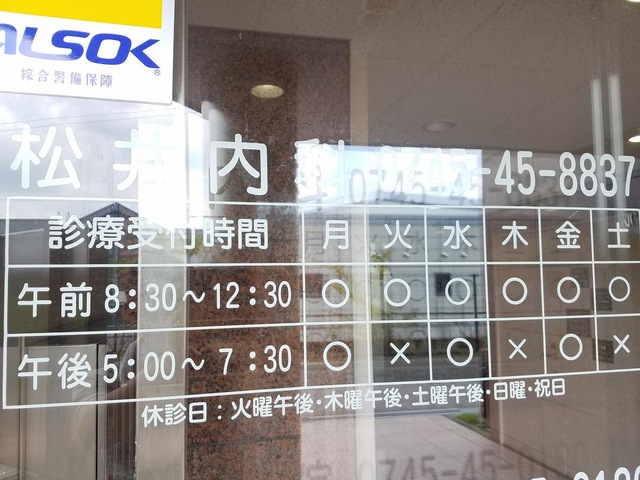 ALSOK
綜合警備保障
松井内科 0745-45-8837
診療受付時間 月 火 水 木 金 土
午前 8:30～12:30 ○ ○ ○ ○ ○ ○
午後 5:00～ 7:30 ○ × ○ × ○ ×
休診日：火曜午後・木曜午後・土曜午後・日曜・祝日